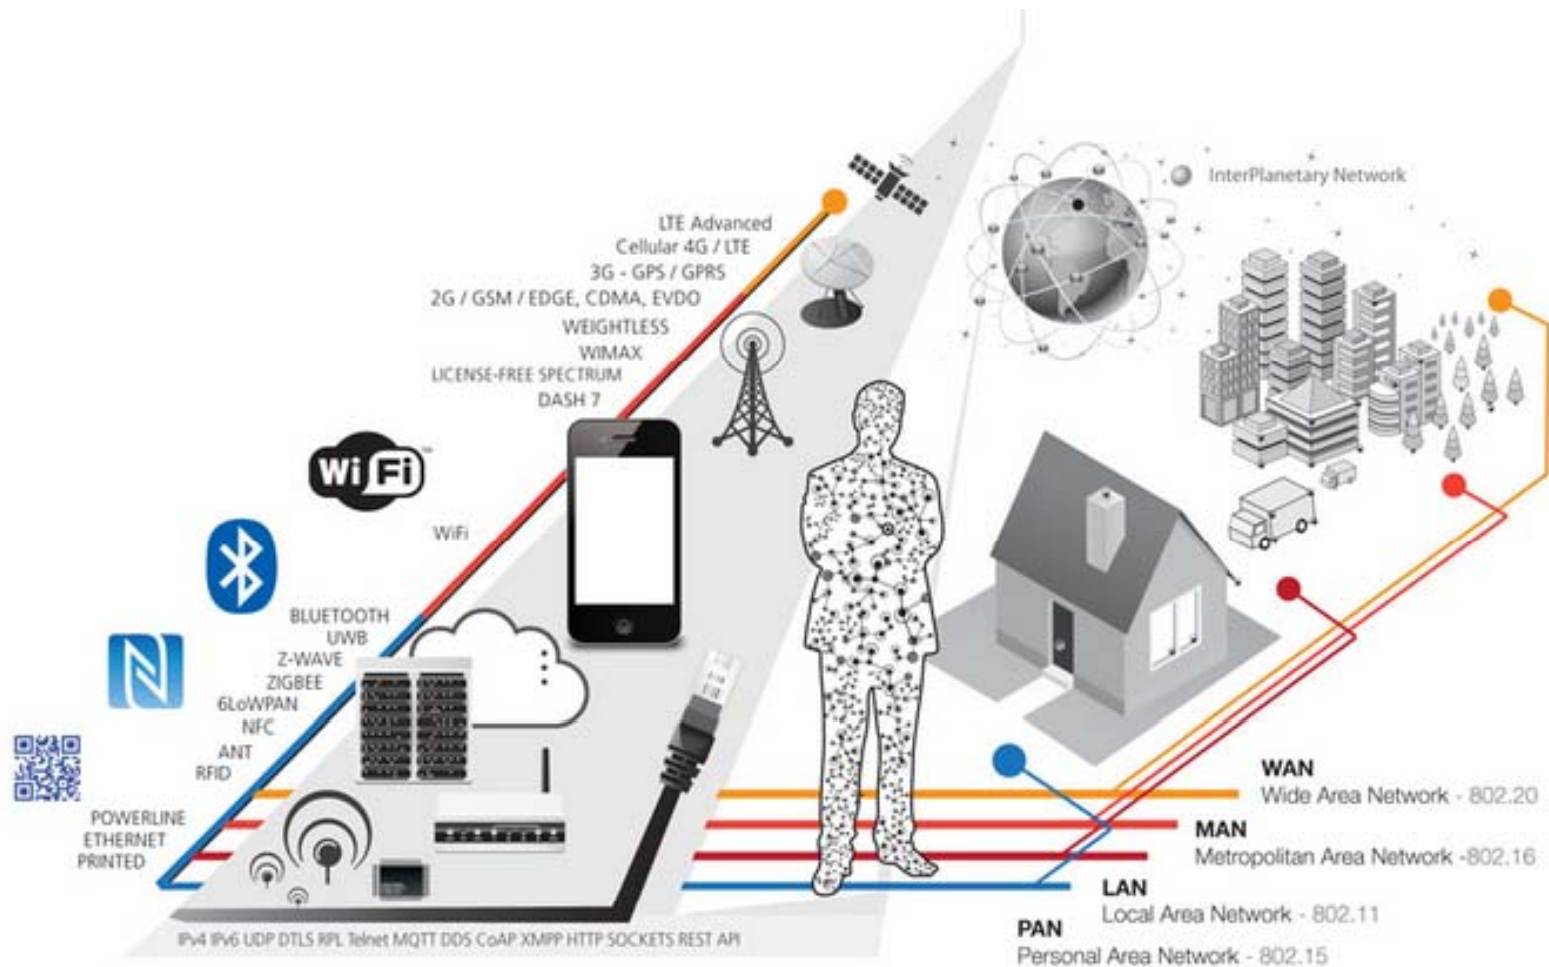 InterPlanetary Network
LTE Advanced
Cellular 4G / LTE
3G - GPS / GPRS
2G / GSM / EDGE, CDMA, EVDO
WEIGHTLESS
WIMAX
LICENSE-FREE SPECTRUM
DASH 7
WiFi™
WiFi
BLUETOOTH
UWB
Z-WAVE
ZIGBEE
6LoWPAN
NFC
ANT
RFID
POWERLINE
ETHERNET
PRINTED
IPv4 IPv6 UDP DTLS RPL Telnet MQTT DDS CoAP XMPP HTTP SOCKETS REST API
WAN
Wide Area Network - 802.20
MAN
Metropolitan Area Network -802.16
LAN
Local Area Network - 802.11
PAN
Personal Area Network - 802.15